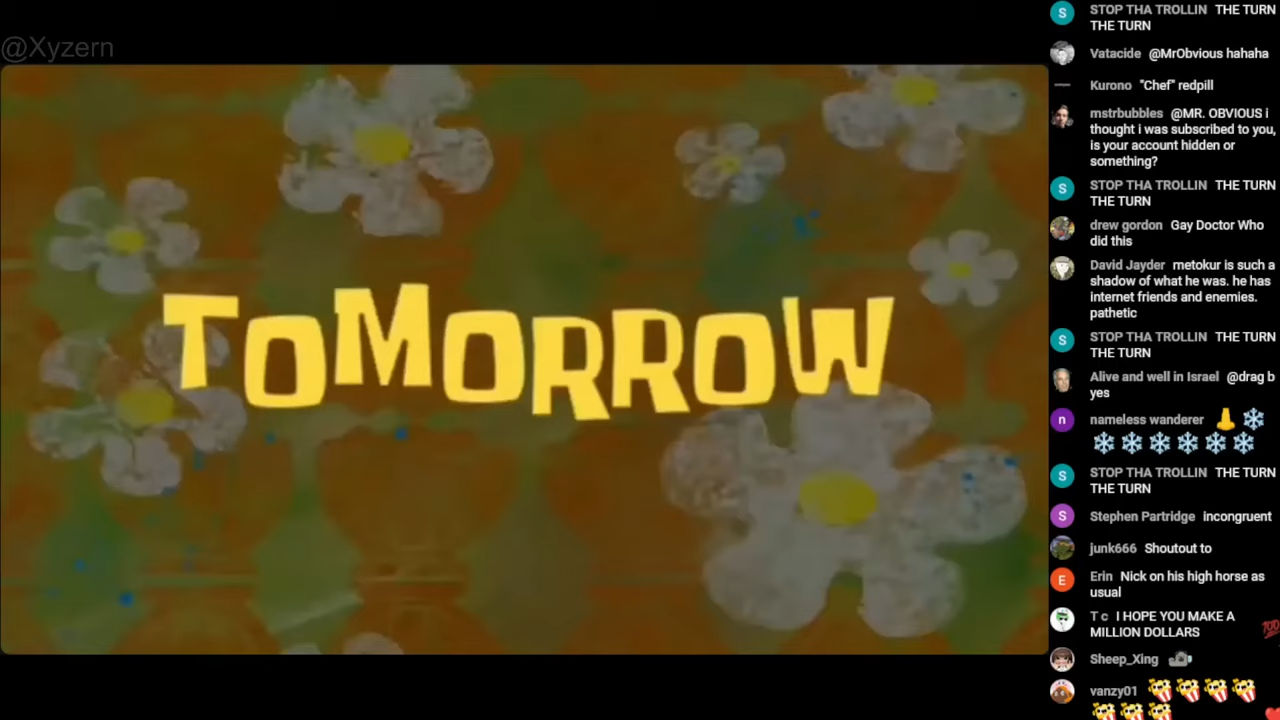 @Xyzern
TOMORROW
STOP THA TROLLIN THE TURN
THE TURN
Vatacide @MrObvious hahaha
Kurono "Chef" redpill
mstrbubbles @MR. OBVIOUS i
thought i was subscribed to you,
is your account hidden or
something?
STOP THA TROLLIN THE TURN
THE TURN
drew gordon Gay Doctor Who
did this
David Jayder metokur is such a
shadow of what he was. he has
internet friends and enemies.
pathetic
STOP THA TROLLIN THE TURN
THE TURN
Alive and well in Israel @drag b
yes
n
nameless wanderer
STOP THA TROLLIN THE TURN
THE TURN
S
Stephen Partridge incongruent
junk666 Shoutout to
E
Erin Nick on his high horse as
usual
T c I HOPE YOU MAKE A
MILLION DOLLARS
100
Sheep_Xing
vanzy01